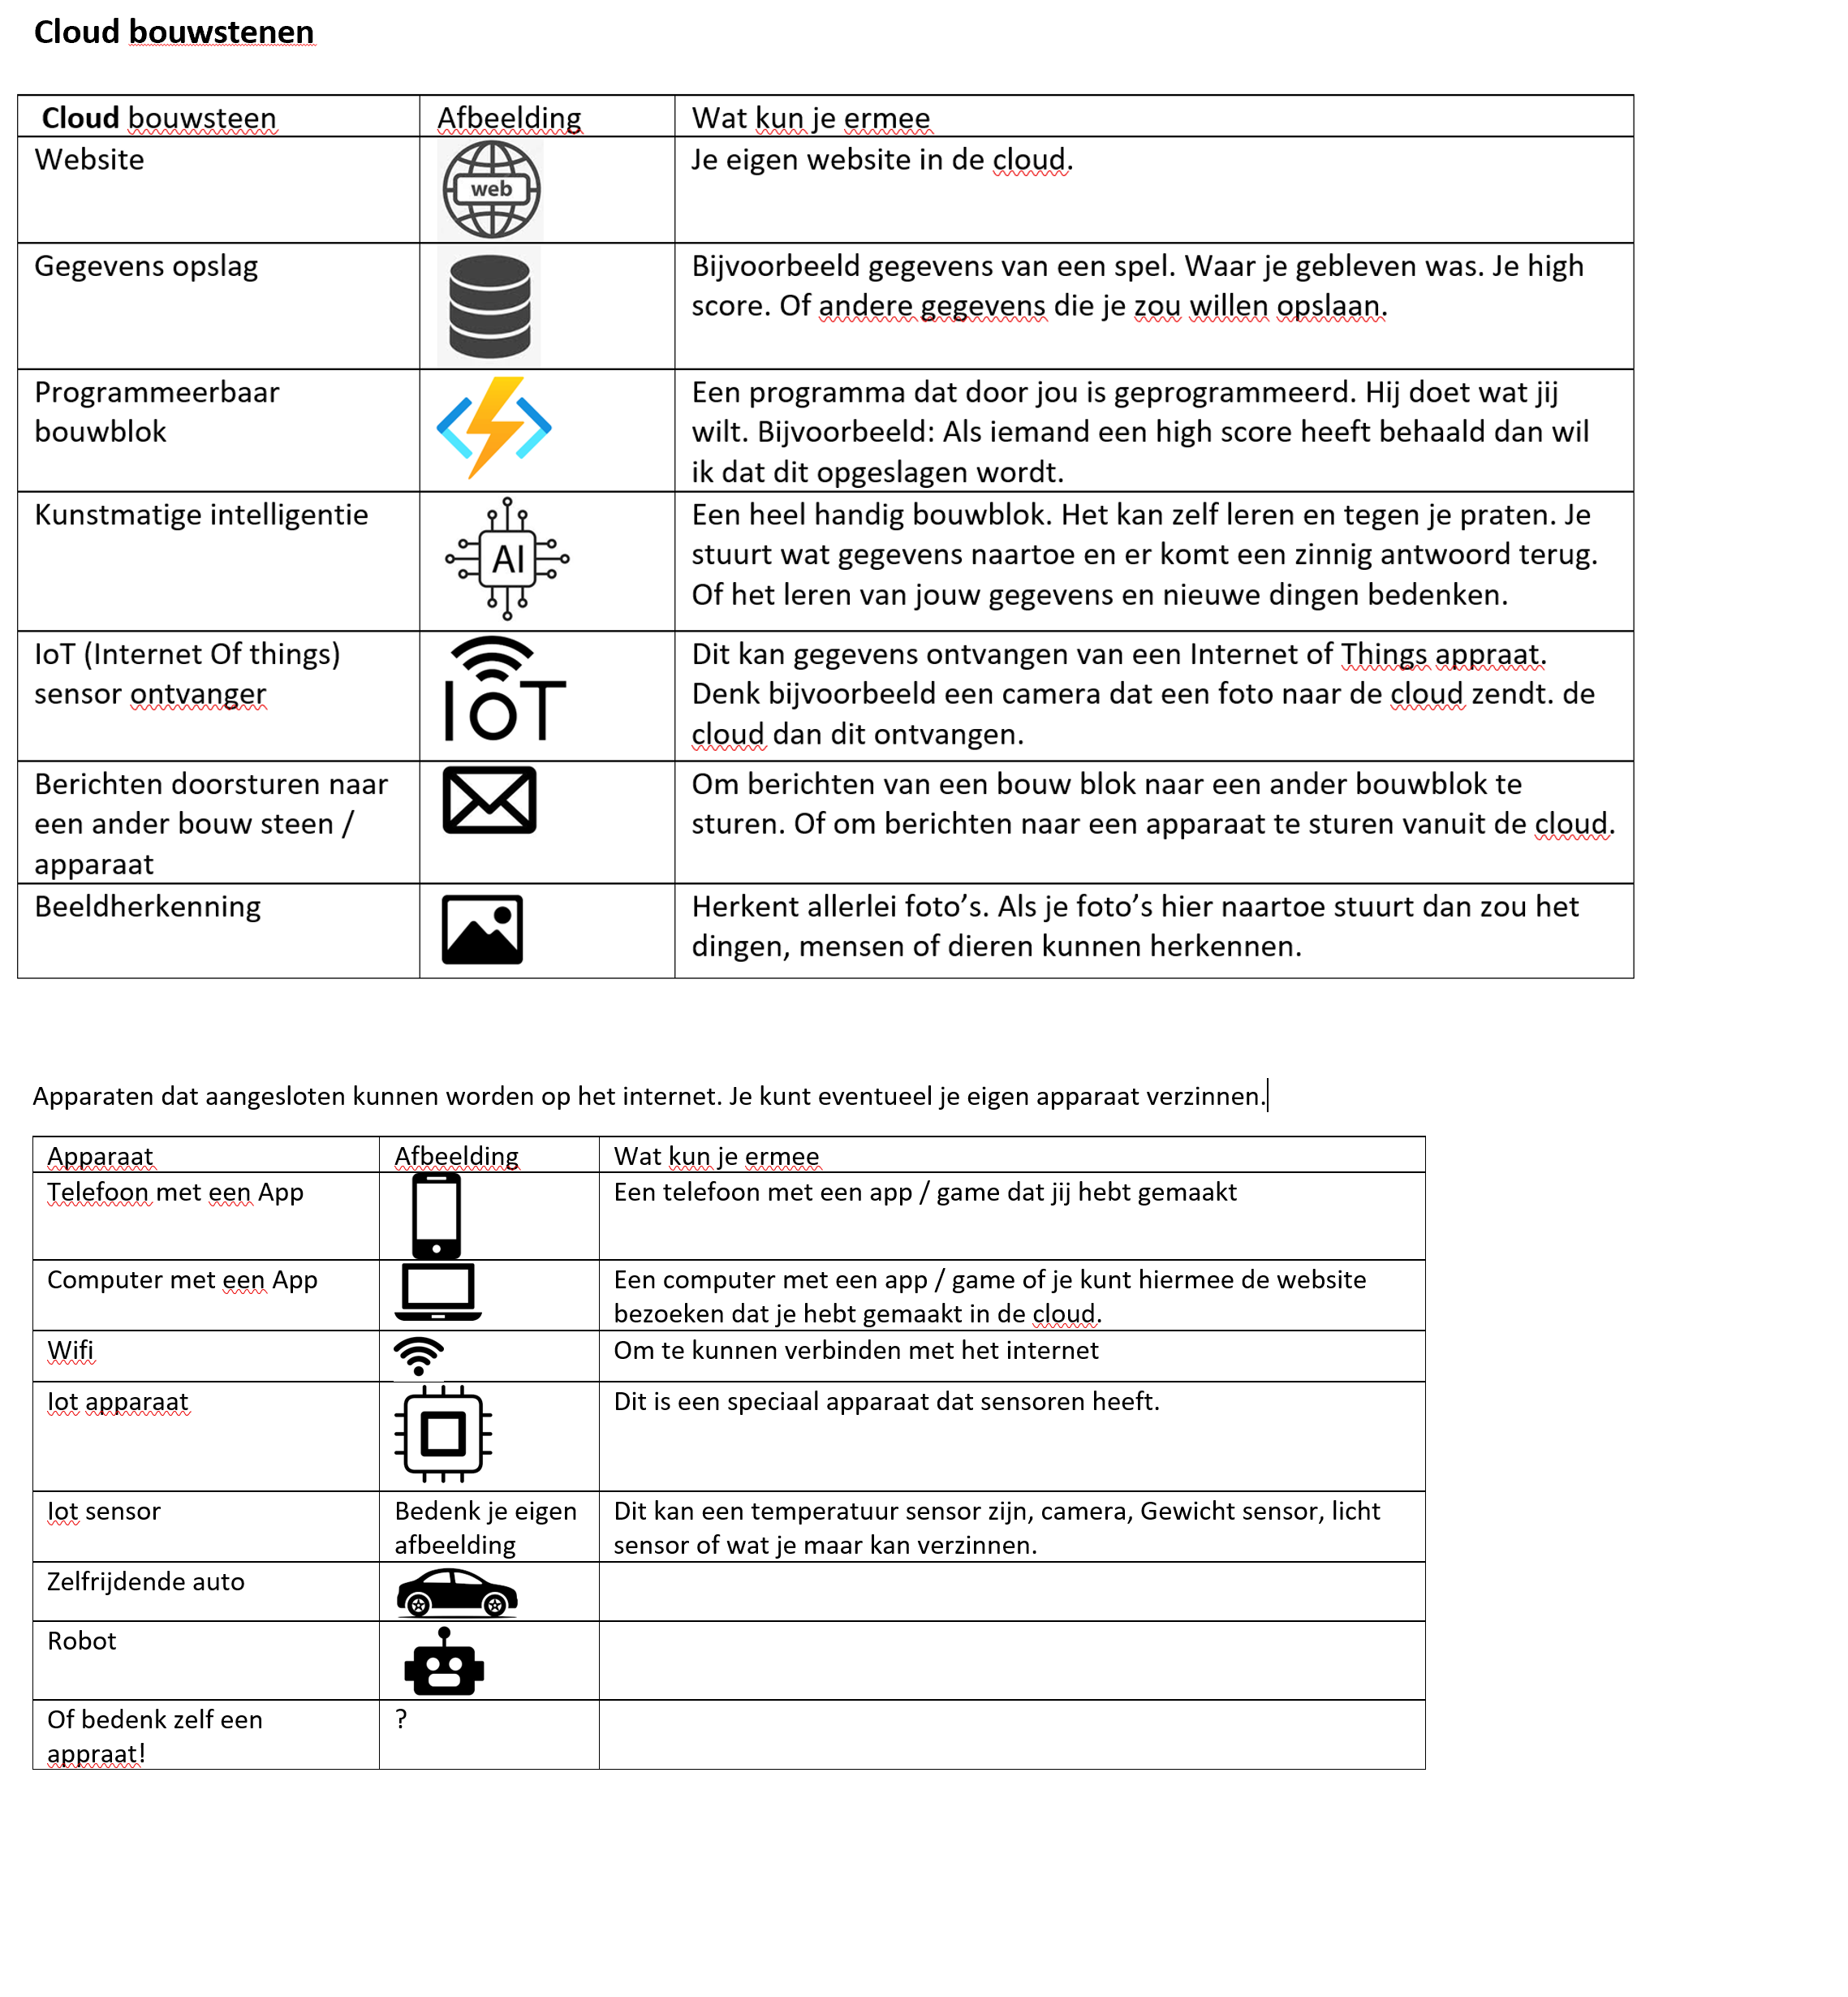 Cloud bouwstenen
Cloud bouwsteen
Afbeelding
Wat kun je ermee
Website
web
Je eigen website in de cloud.
Gegevens opslag
Bijvoorbeeld gegevens van een spel. Waar je gebleven was. Je high
score. Of andere gegevens die je zou willen opslaan.
Programmeerbaar
bouwblok
Een programma dat door jou is geprogrammeerd. Hij doet wat jij
wilt. Bijvoorbeeld: Als iemand een high score heeft behaald dan wil
ik dat dit opgeslagen wordt.
Kunstmatige intelligentie
AI
Een heel handig bouwblok. Het kan zelf leren en tegen je praten. Je
stuurt wat gegevens naartoe en er komt een zinnig antwoord terug.
Of het leren van jouw gegevens en nieuwe dingen bedenken.
IoT (Internet Of things)
sensor ontvanger
IoT
Dit kan gegevens ontvangen van een Internet of Things appraat.
Denk bijvoorbeeld een camera dat een foto naar de cloud zendt. de
cloud dan dit ontvangen.
Berichten doorsturen naar
een ander bouw steen /
apparaat
Om berichten van een bouw blok naar een ander bouwblok te
sturen. Of om berichten naar een apparaat te sturen vanuit de cloud.
Beeldherkenning
Herkent allerlei foto’s. Als je foto’s hier naartoe stuurt dan zou het
dingen, mensen of dieren kunnen herkennen.
Apparaten dat aangesloten kunnen worden op het internet. Je kunt eventueel je eigen apparaat verzinnen.
Apparaat
Afbeelding
Wat kun je ermee
Telefoon met een App
Een telefoon met een app / game dat jij hebt gemaakt
Computer met een App
Een computer met een app / game of je kunt hiermee de website
bezoeken dat je hebt gemaakt in de cloud.
Wifi
Om te kunnen verbinden met het internet
Iot apparaat
Dit is een speciaal apparaat dat sensoren heeft.
Iot sensor
Bedenk je eigen
afbeelding
Dit kan een temperatuur sensor zijn, camera, Gewicht sensor, licht
sensor of wat je maar kan verzinnen.
Zelfrijdende auto
Robot
Of bedenk zelf een
appraat!
?